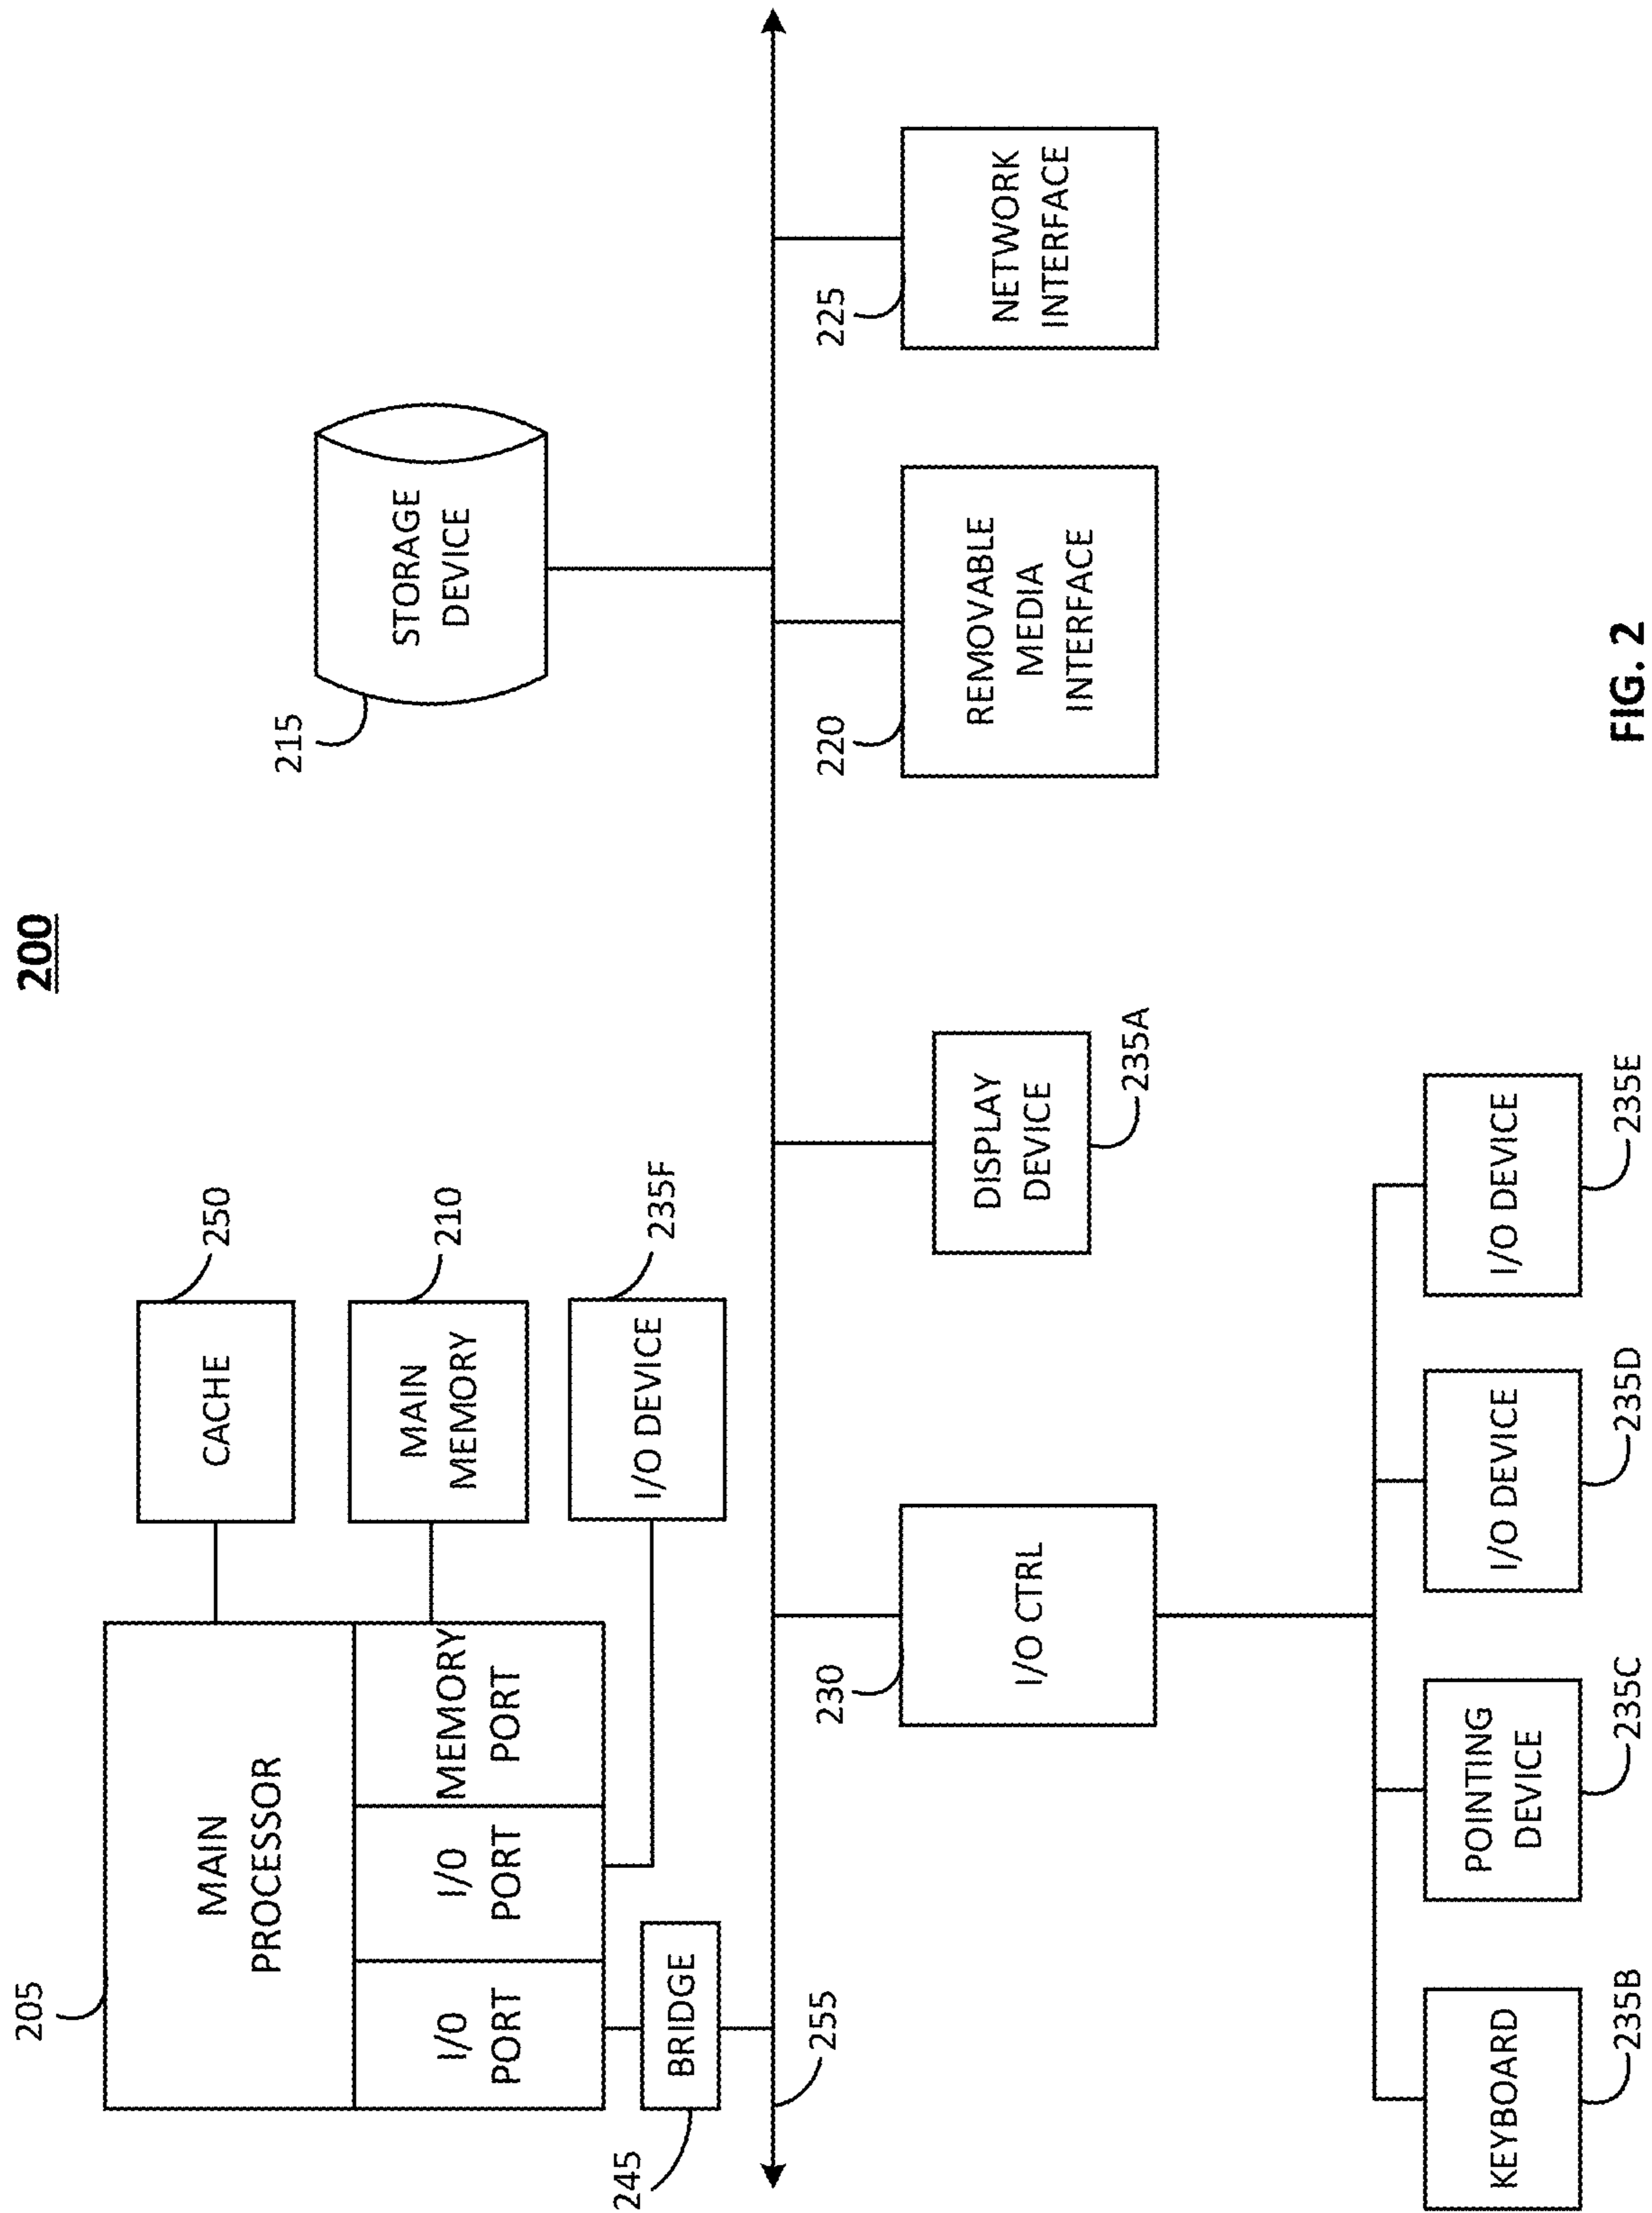 200
205
MAIN
PROCESSOR
I/O
PORT
I/O
PORT
MEMORY
PORT
CACHE
250
MAIN
MEMORY
210
I/O DEVICE
235F
BRIDGE
245
255
STORAGE
DEVICE
215
230
I/O CTRL
DISPLAY
DEVICE
235A
220
REMOVABLE
MEDIA
INTERFACE
225
NETWORK
INTERFACE
KEYBOARD
235B
POINTING
DEVICE
235C
I/O DEVICE
235D
I/O DEVICE
235E
FIG. 2